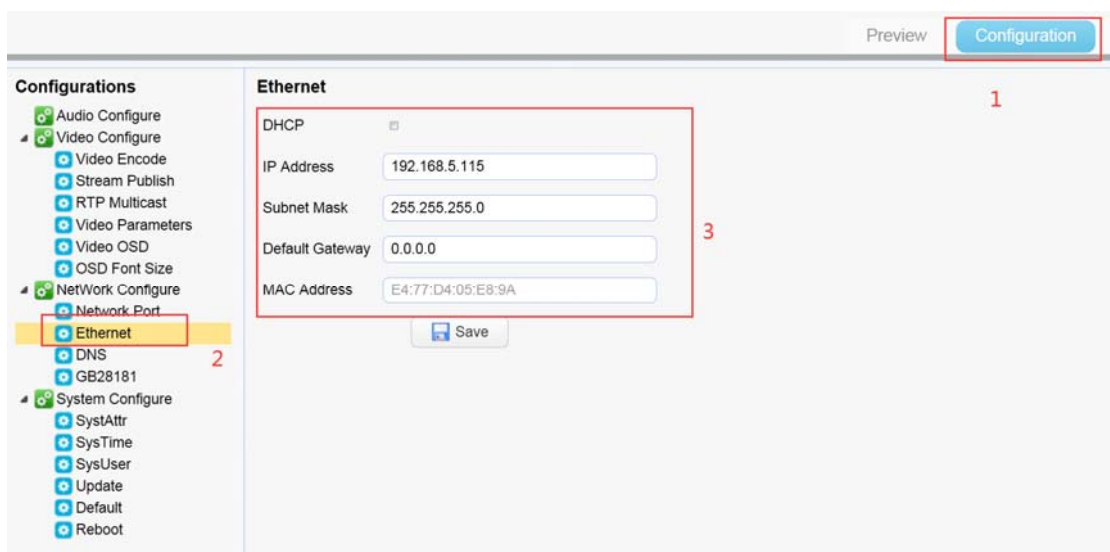 Preview
Configuration
1
Configurations
Audio Configure
Video Configure
Video Encode
Stream Publish
RTP Multicast
Video Parameters
Video OSD
OSD Font Size
NetWork Configure
Network Port
Ethernet
2
DNS
GB28181
System Configure
SystAttr
SysTime
SysUser
Update
Default
Reboot
Ethernet
DHCP
IP Address 192.168.5.115
Subnet Mask 255.255.255.0
Default Gateway 0.0.0.0
MAC Address E4:77:D4:05:E8:9A
3
Save